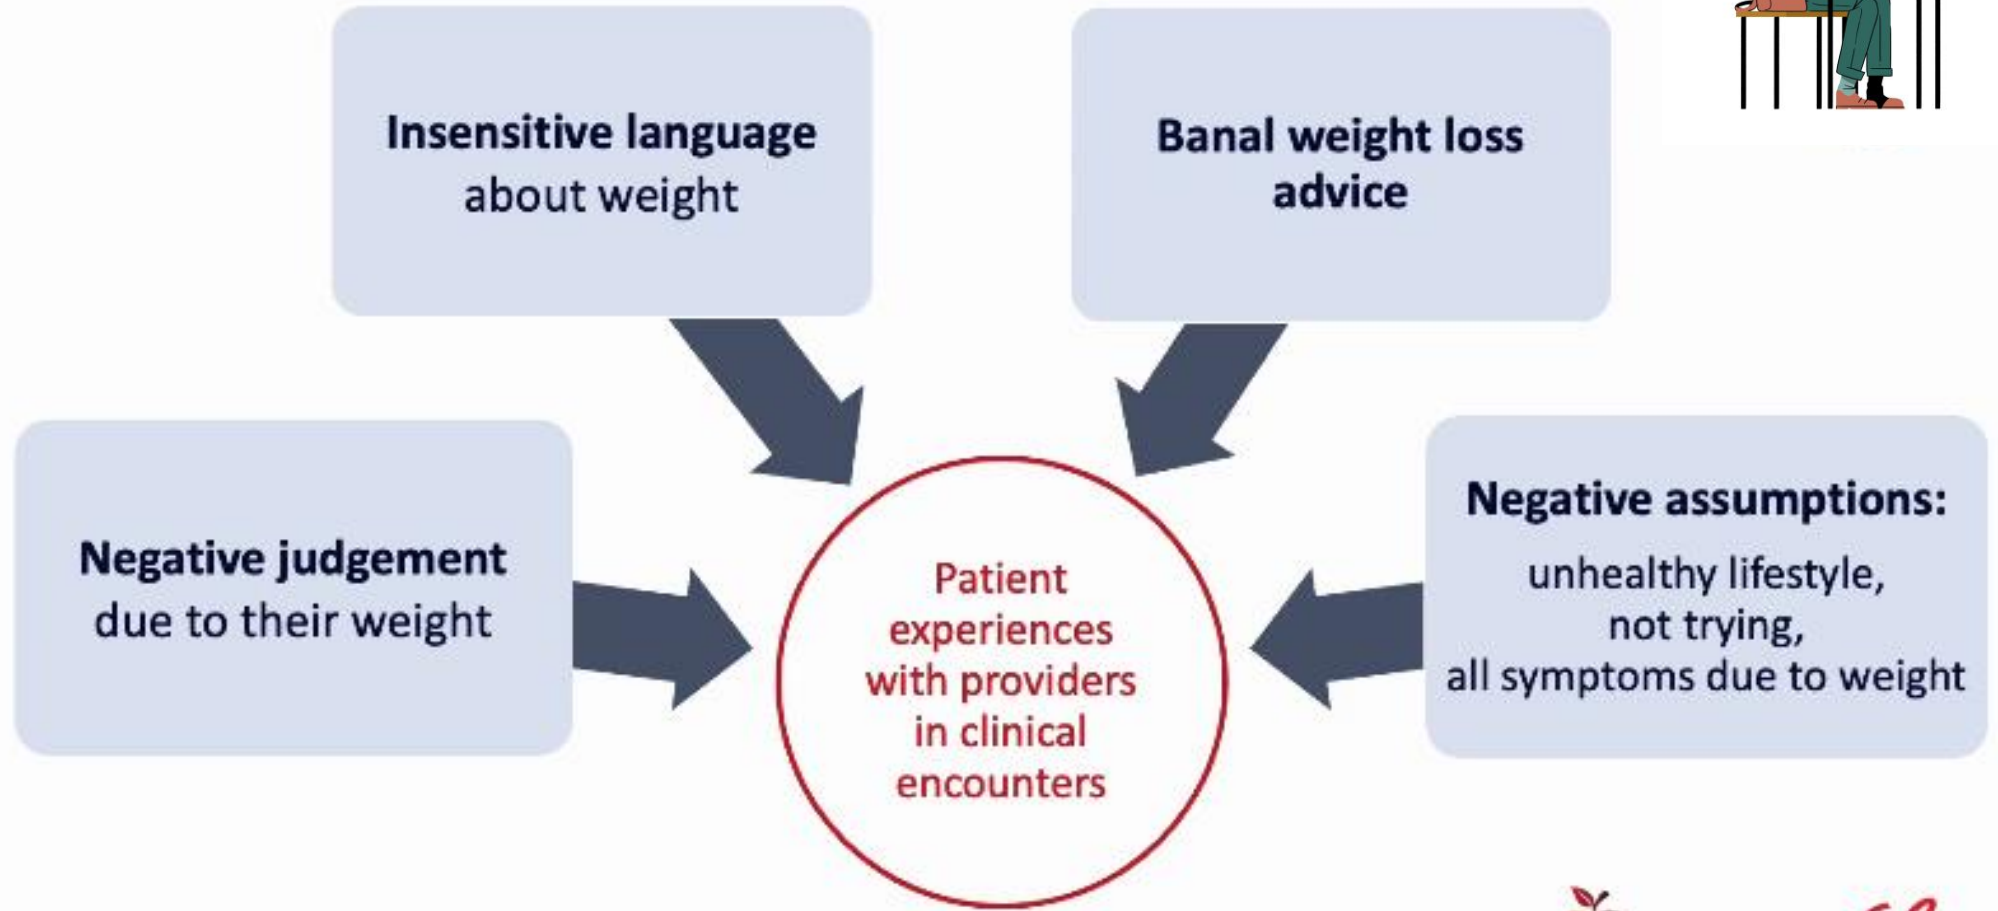 Insensitive language
about weight
Banal weight loss
advice
Negative judgement
due to their weight
Patient
experiences
with providers
in clinical
encounters
Negative assumptions:
unhealthy lifestyle,
not trying,
all symptoms due to weight